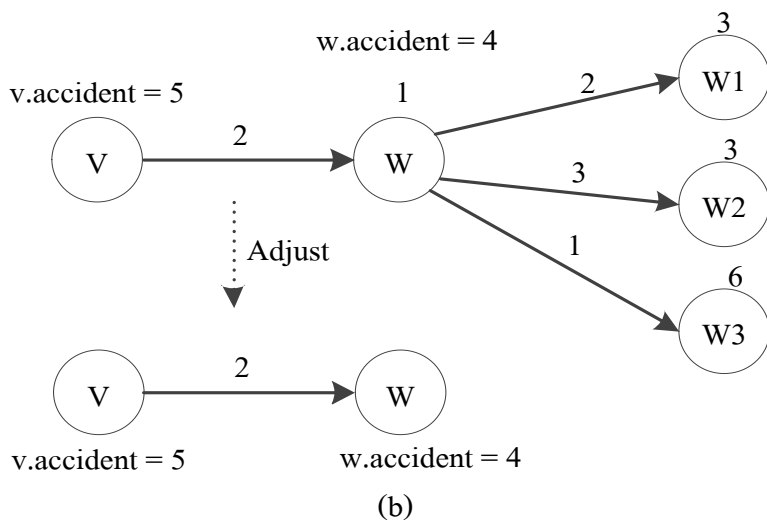 3
w.accident = 4
2
W1
v.accident = 5
1
2
3
V
W
3
W2
Adjust
1
6
W3
2
V
W
v.accident = 5
w.accident = 4
(b)